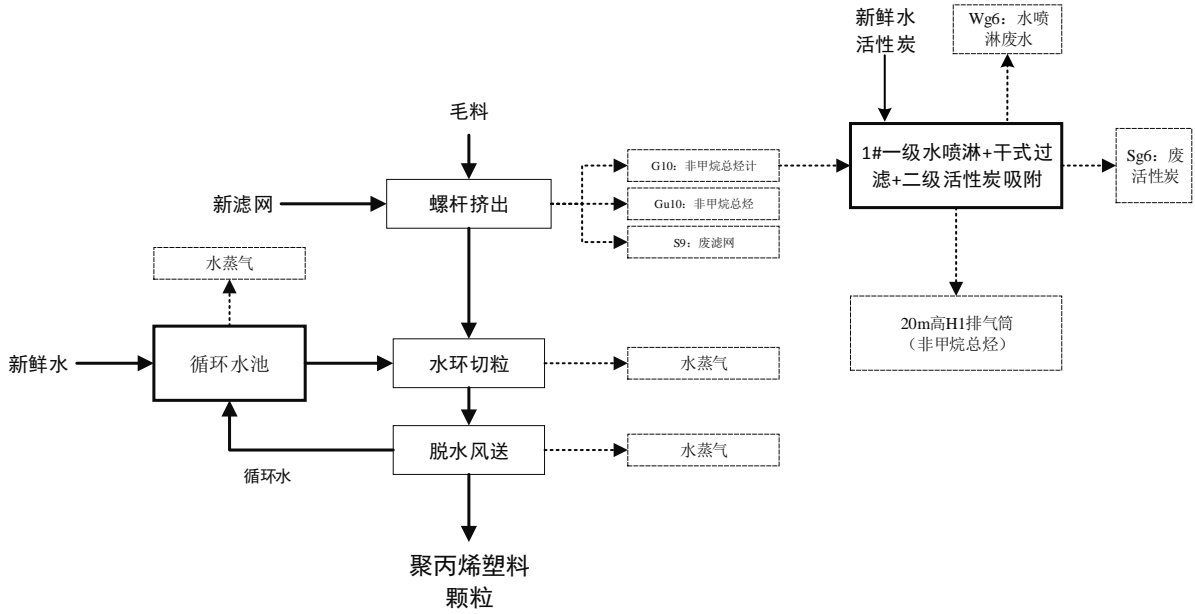 新鲜水
活性炭
Wg6：水喷
淋废水
毛料
G10：非甲烷总烃计
1#一级水喷淋+干式过
滤+二级活性炭吸附
Sg6：废
活性炭
新滤网
螺杆挤出
Gu10：非甲烷总烃
S9：废滤网
水蒸气
20m高H1排气筒
（非甲烷总烃）
新鲜水
循环水池
水环切粒
水蒸气
脱水风送
水蒸气
循环水
聚丙烯塑料
颗粒